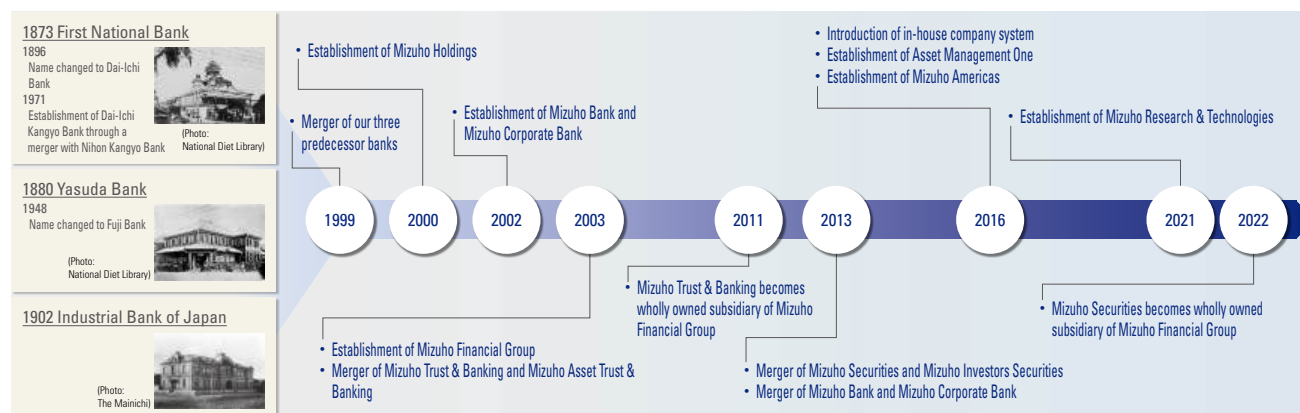 1873 First National Bank
1896
Name changed to Dai-Ichi
Bank
1971
Establishment of Dai-Ichi
Kangyo Bank through a
merger with Nihon Kangyo Bank
(Photo:
National Diet Library)
1880 Yasuda Bank
1948
Name changed to Fuji Bank
(Photo:
National Diet Library)
1902 Industrial Bank of Japan
(Photo:
The Mainichi)
• Establishment of Mizuho Holdings
• Merger of our three
predecessor banks
• Establishment of Mizuho Bank and
Mizuho Corporate Bank
• Introduction of in-house company system
• Establishment of Asset Management One
• Establishment of Mizuho Americas
• Establishment of Mizuho Research & Technologies
1999
2000
2002
2003
2011
2013
2016
2021
2022
• Mizuho Trust & Banking becomes
wholly owned subsidiary of Mizuho
Financial Group
• Mizuho Securities becomes wholly owned
subsidiary of Mizuho Financial Group
• Establishment of Mizuho Financial Group
• Merger of Mizuho Trust & Banking and Mizuho Asset Trust &
Banking
• Merger of Mizuho Securities and Mizuho Investors Securities
• Merger of Mizuho Bank and Mizuho Corporate Bank